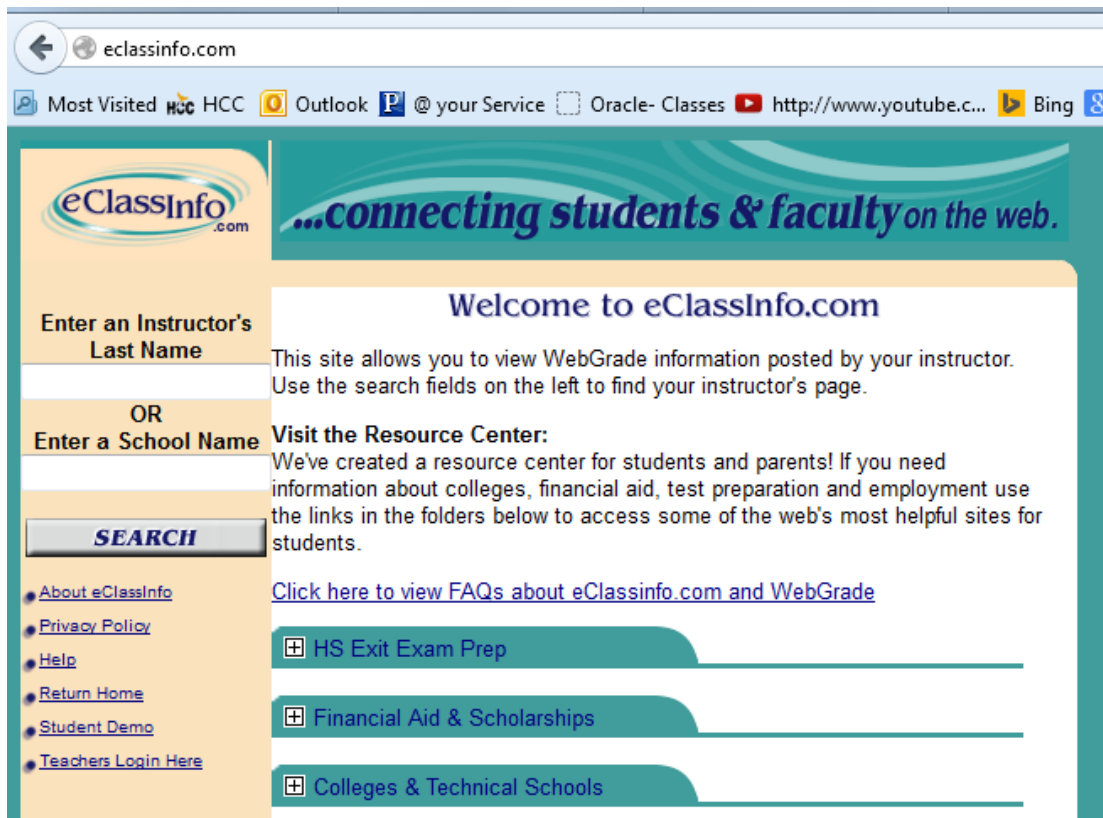 eclassinfo.com
Most Visited HCC HCC Outlook P @ your Service Oracle- Classes http://www.youtube.c... Bing 8
eClassInfo
.com
...connecting students & faculty on the web.
Enter an Instructor's
Last Name
OR
Enter a School Name
SEARCH
About eClassInfo
Privacy Policy
Help
Return Home
Student Demo
Teachers Login Here
Welcome to eClassInfo.com
This site allows you to view WebGrade information posted by your instructor.
Use the search fields on the left to find your instructor's page.
Visit the Resource Center:
We've created a resource center for students and parents! If you need
information about colleges, financial aid, test preparation and employment use
the links in the folders below to access some of the web's most helpful sites for
students.
Click here to view FAQs about eClassinfo.com and WebGrade
HS Exit Exam Prep
Financial Aid & Scholarships
Colleges & Technical Schools